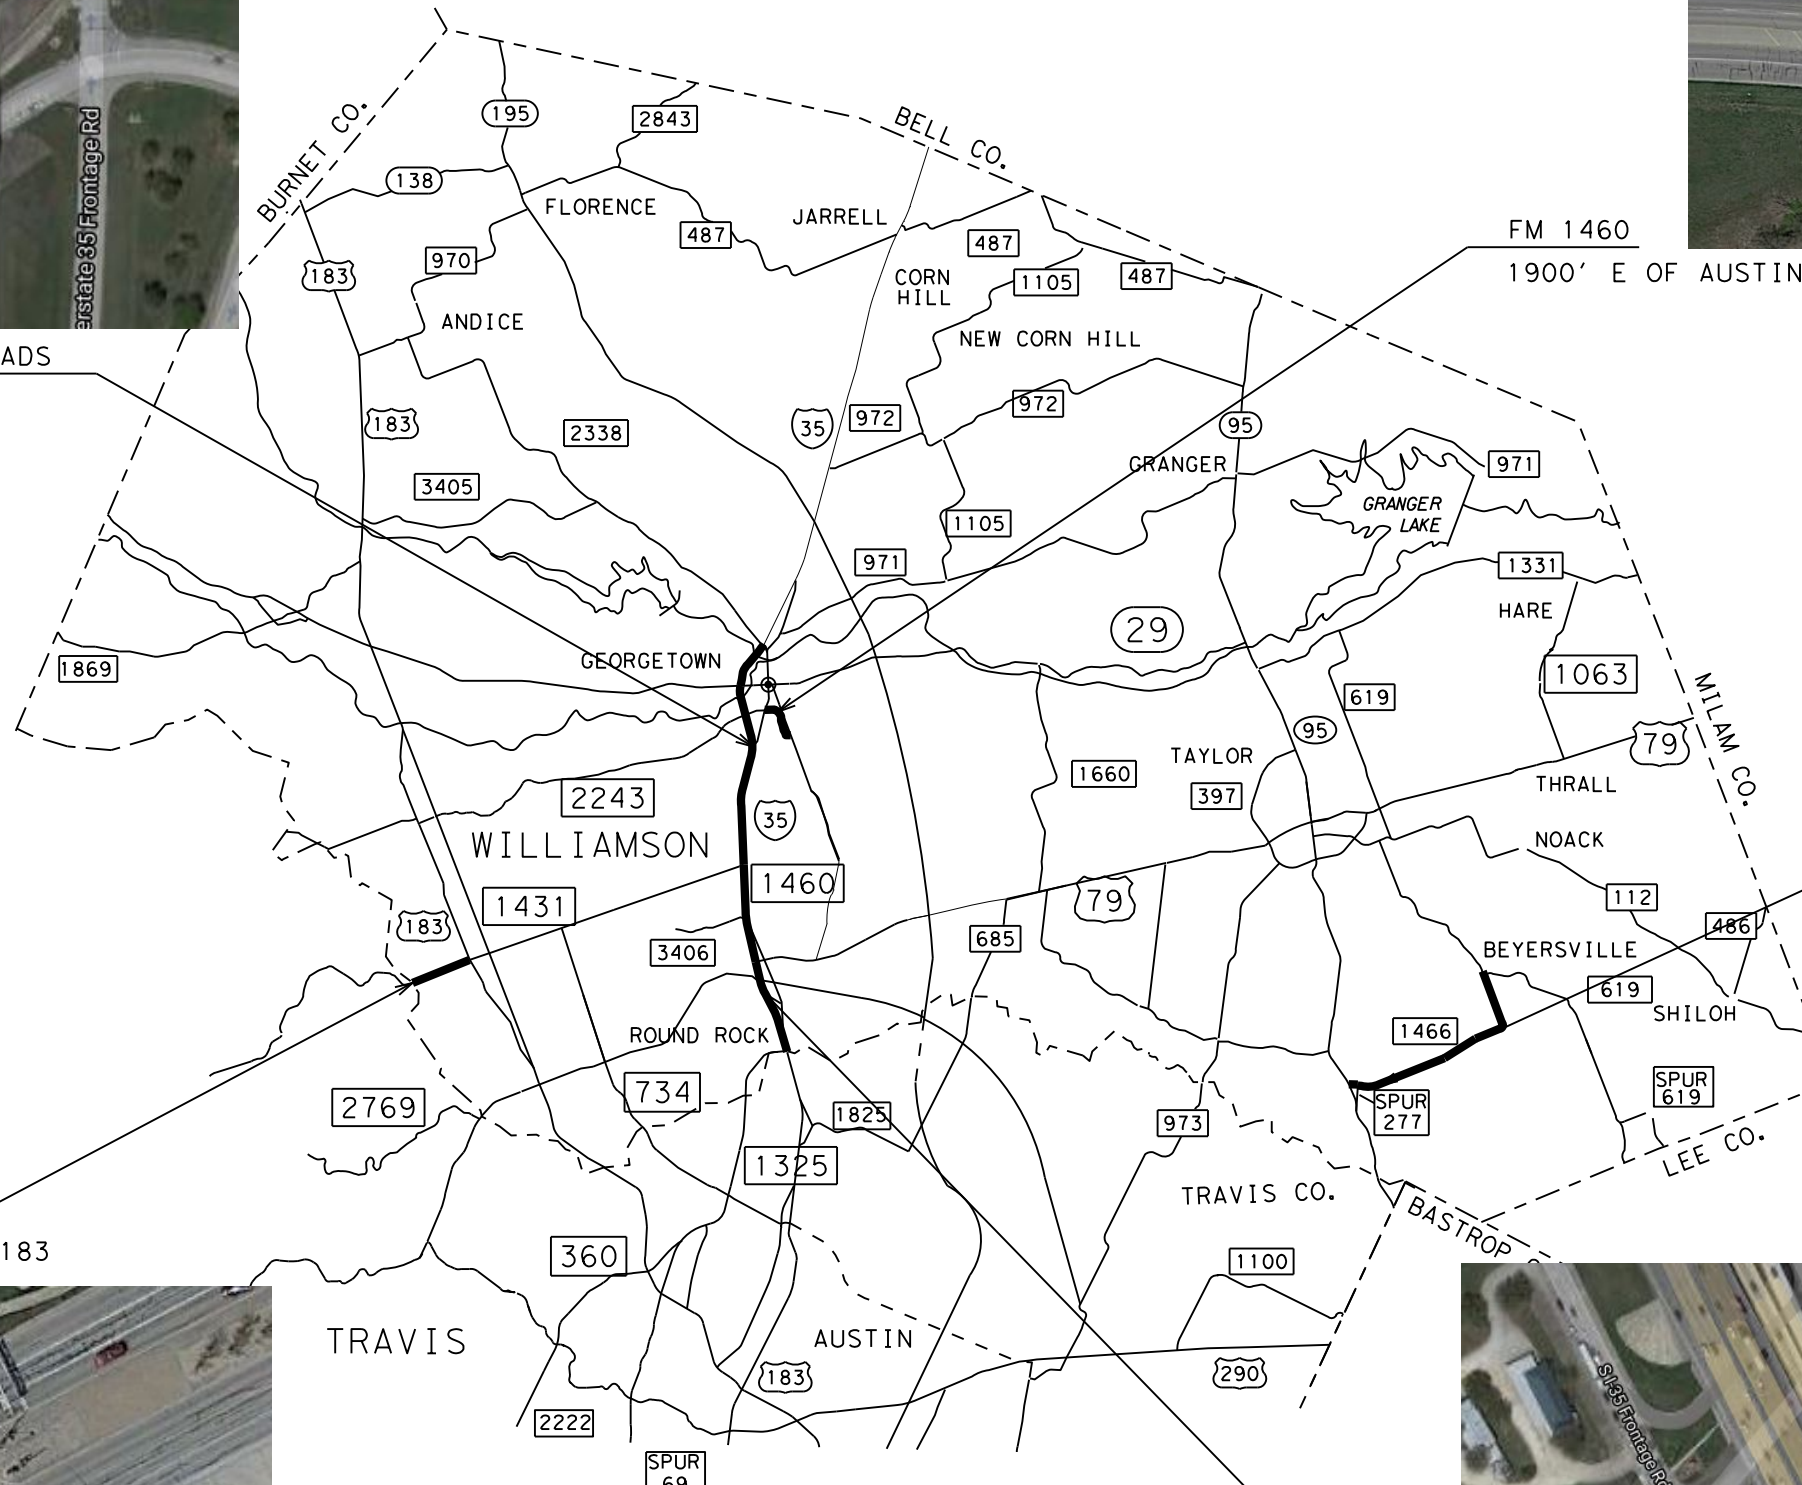 erstate 35 Frontage Rd
BURNET CO.
195
2843
BELL CO.
138
FLORENCE
JARRELL
487
487
FM 1460
1900' E OF AUSTIN
970
183
CORN
HILL
1105
487
ANDICE
NEW CORN HILL
ADS
183
2338
35
972
972
95
GRANGER
971
3405
GRANGER
LAKE
1105
971
1331
HARE
29
1869
GEORGETOWN
1063
619
MILAM CO.
95
79
TAYLOR
1660
397
THRALL
2243
35
WILLIAMSON
NOACK
1460
79
112
1431
183
486
3406
685
BEYERSVILLE
619
SHILOH
ROUND ROCK
1466
734
2769
SPUR
619
SPUR
277
1825
973
1325
LEE CO.
TRAVIS CO.
BASTROP
183
360
1100
TRAVIS
AUSTIN
183
290
2222
S I-35 Frontage Rd
SPUR
69